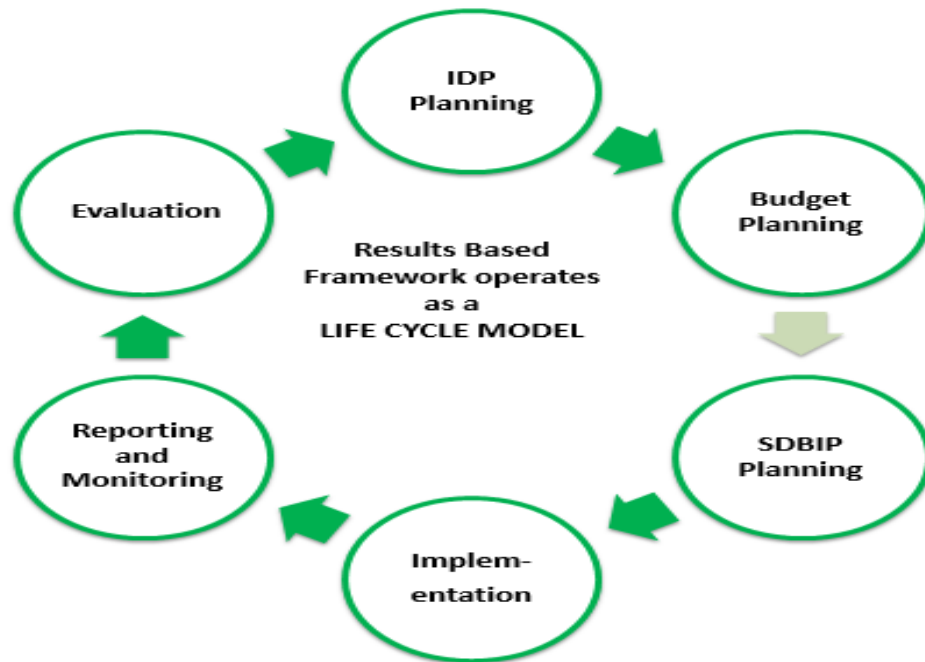 IDP
Planning
Budget
Planning
SDBIP
Planning
Implem-
entation
Reporting
and
Monitoring
Evaluation
Results Based
Framework operates
as a
LIFE CYCLE MODEL